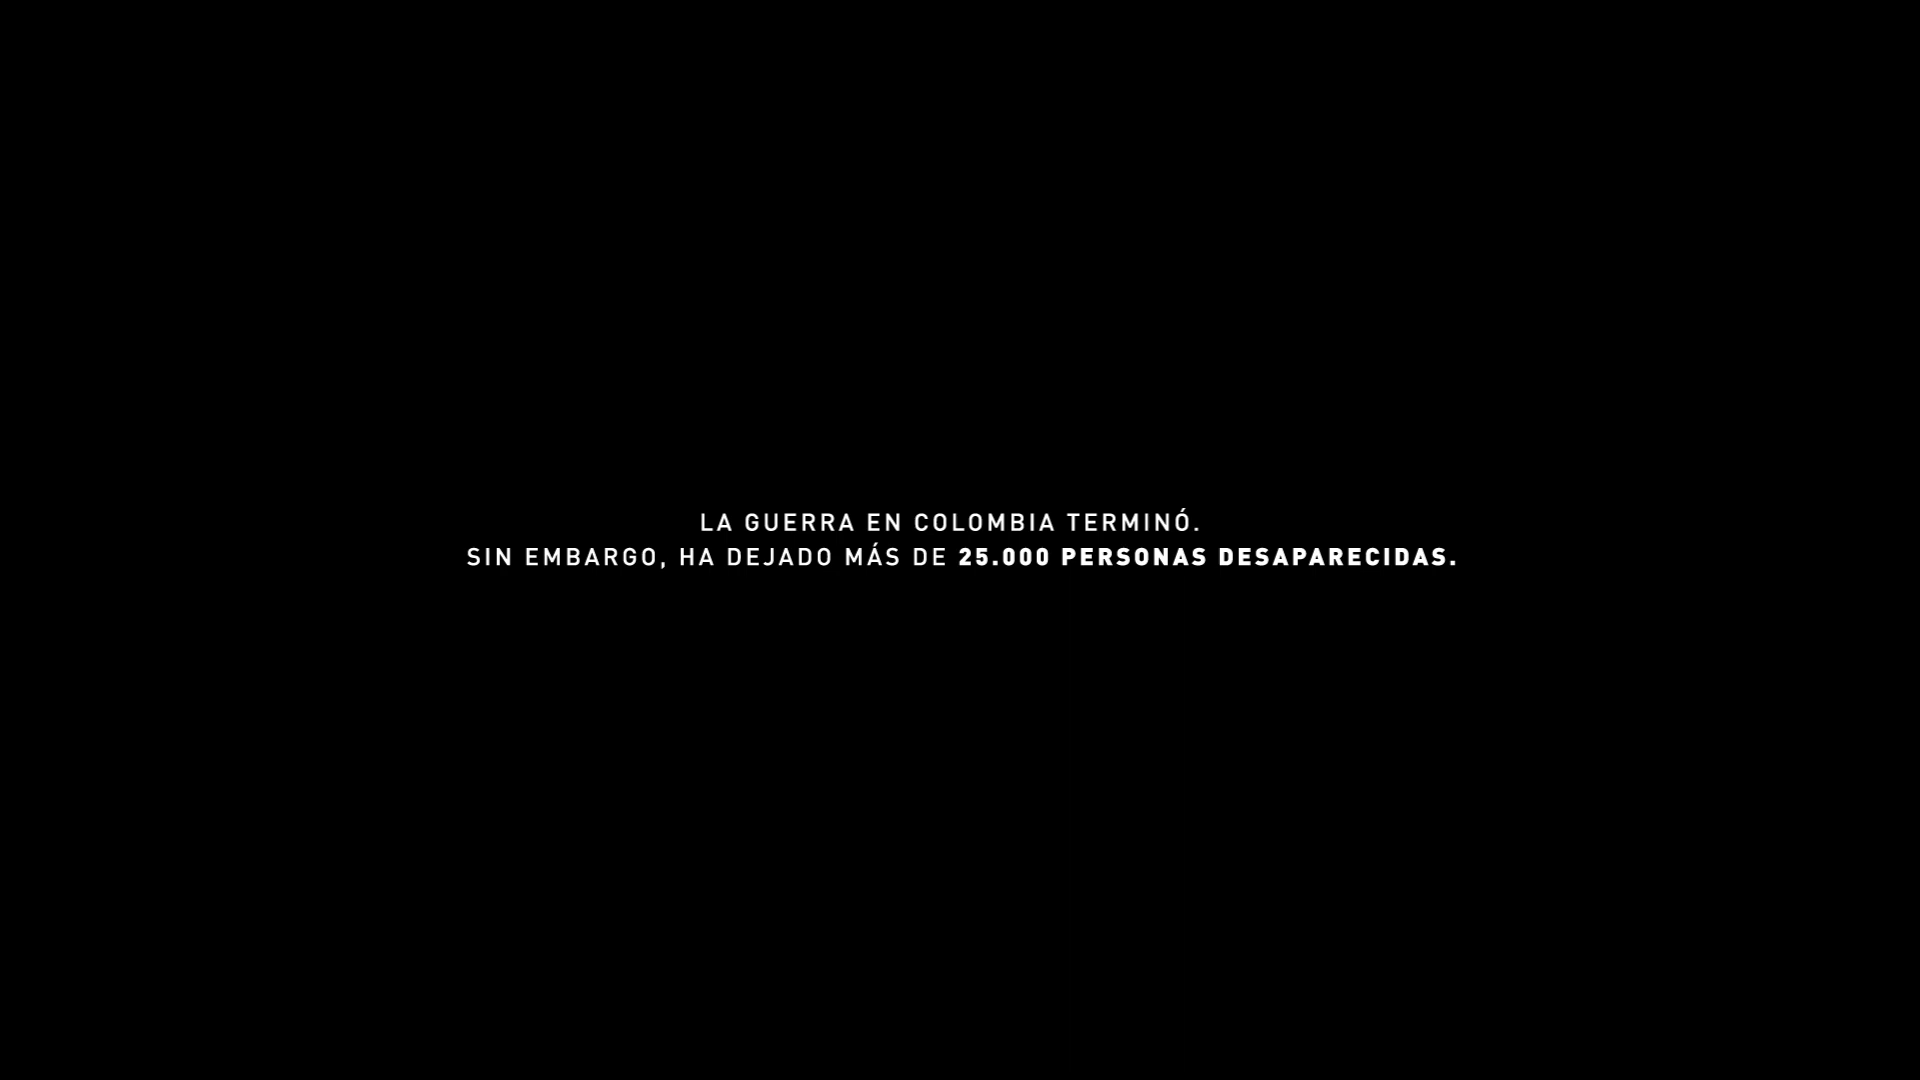 LA GUERRA EN COLOMBIA TERMINÓ.
SIN EMBARGO, HA DEJADO MÁS DE 25.000 PERSONAS DESAPARECIDAS.